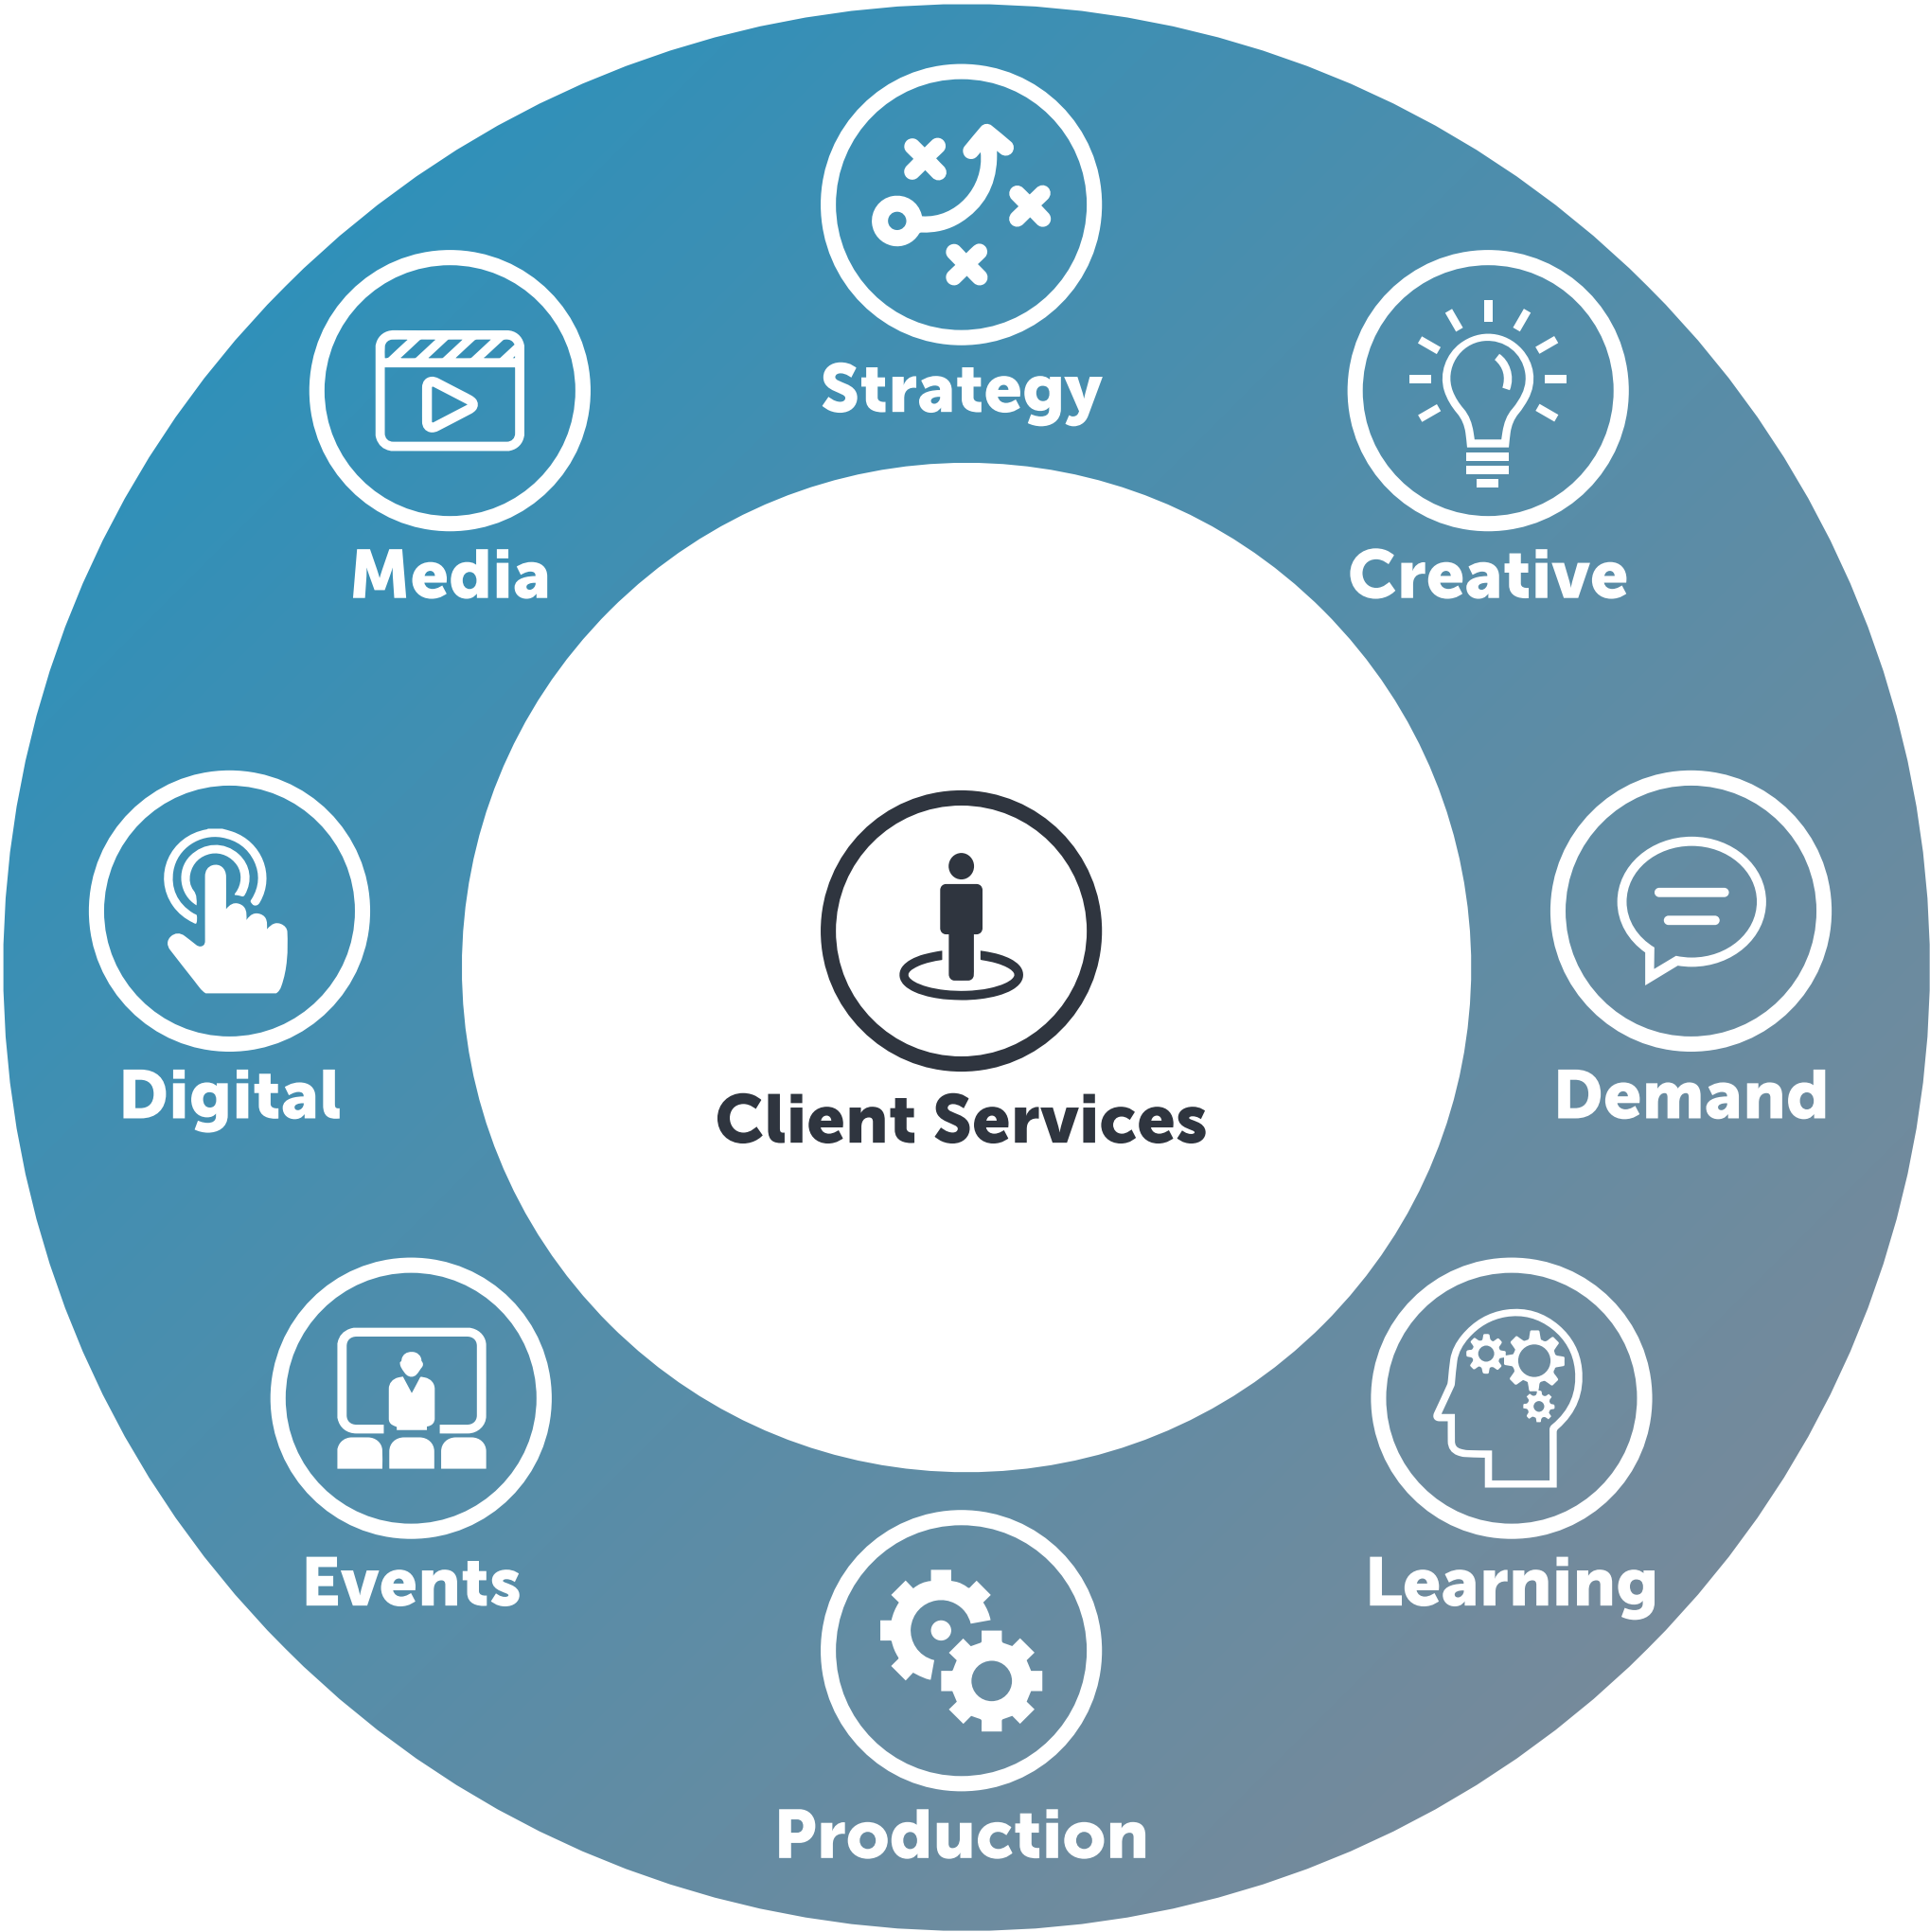 Strategy
Media
Creative
Digital
Client Services
Demand
Events
Learning
Production